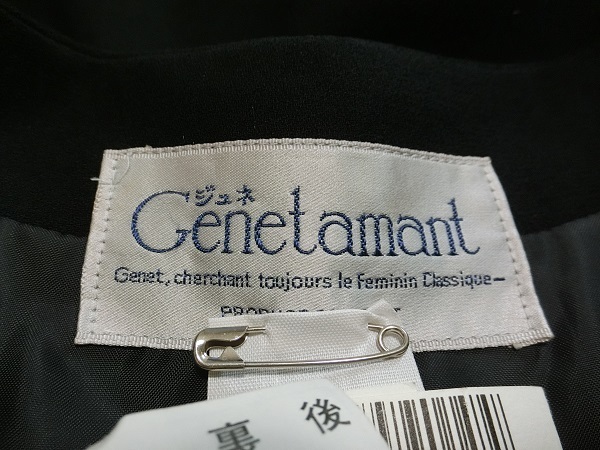 ジュネ
Genetamant
Genet, cherchant toujours le Feminin Classique—
裏 後